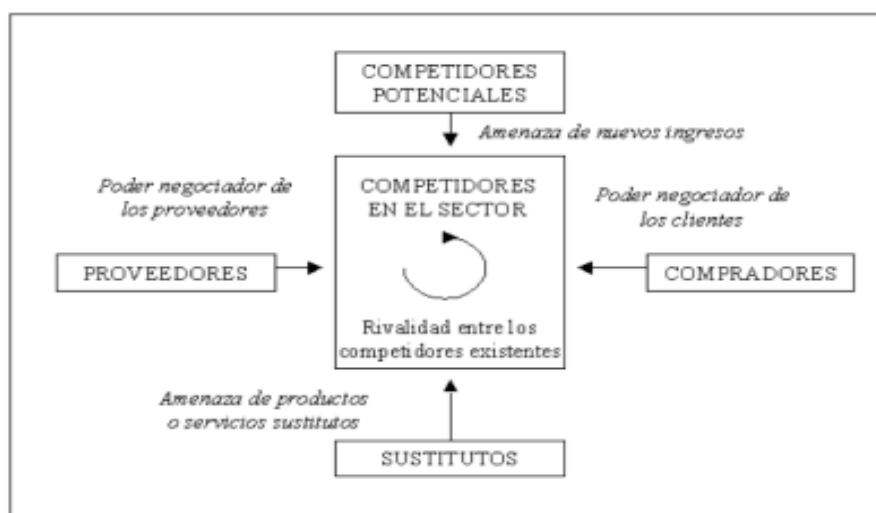 COMPETIDORES
POTENCIALES
Amenaza de nuevos ingresos
Poder negociador de
los proveedores
COMPETIDORES
EN EL SECTOR
Poder negociador de
los clientes
PROVEEDORES
COMPRADORES
Rivalidad entre los
competidores existentes
Amenaza de productos
o servicios sustitutos
SUSTITUTOS